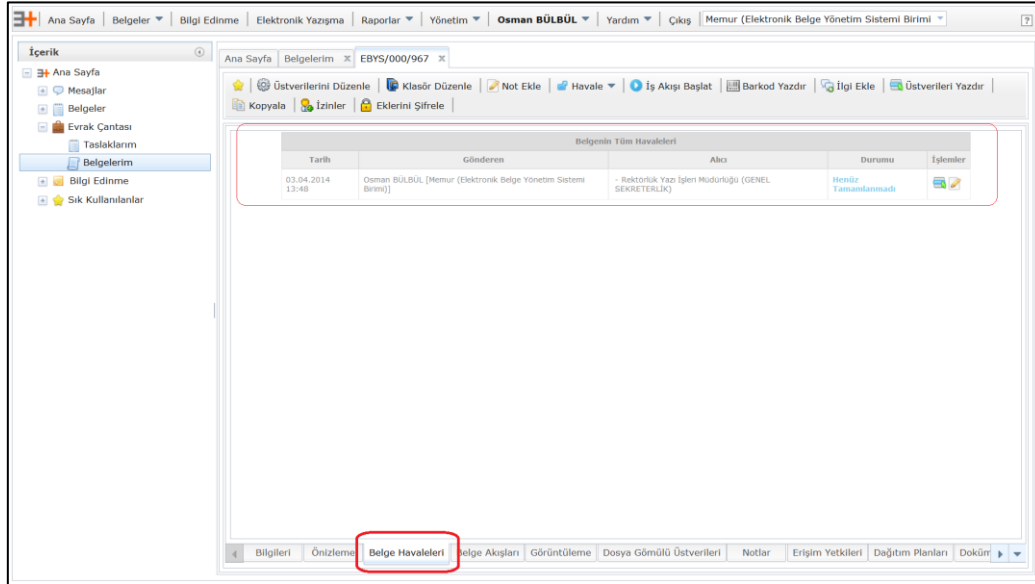 Ana Sayfa Belgeler Bilgi Edinme Elektronik Yazışma Raporlar Yönetim Osman BÜLBÜL Yardım Çıkış Memur (Elektronik Belge Yönetim Sistemi Birimi
İçerik
Ana Sayfa
Mesajlar
Belgeler
Evrak Çantası
Taslaklarım
Belgelerim
Bilgi Edinme
Sık Kullanılanlar
Ana Sayfa Belgelerim EBYS/000/967
Üstverilerini Düzenle Klasör Düzenle Not Ekle Havale İş Akışı Başlat Barkod Yazdır İlgi Ekle Üstverileri Yazdır
Kopyala İzinler Eklerini Şifrele
Belgenin Tüm Havaleleri
Tarih Gönderen Alıcı Durumu İşlemler
03.04.2014 Osman BÜLBÜL [Memur (Elektronik Belge Yönetim Sistemi - Rektörlük Yazı İşleri Müdürlüğü (GENEL Henüz
13:48 Birimi)] SEKRETERLİK) Tamamlanmadı
Bilgileri Önizleme Belge Havaleleri Belge Akışları Görüntüleme Dosya Gömülü Üstverileri Notlar Erişim Yetkileri Dağıtım Planları Doküm